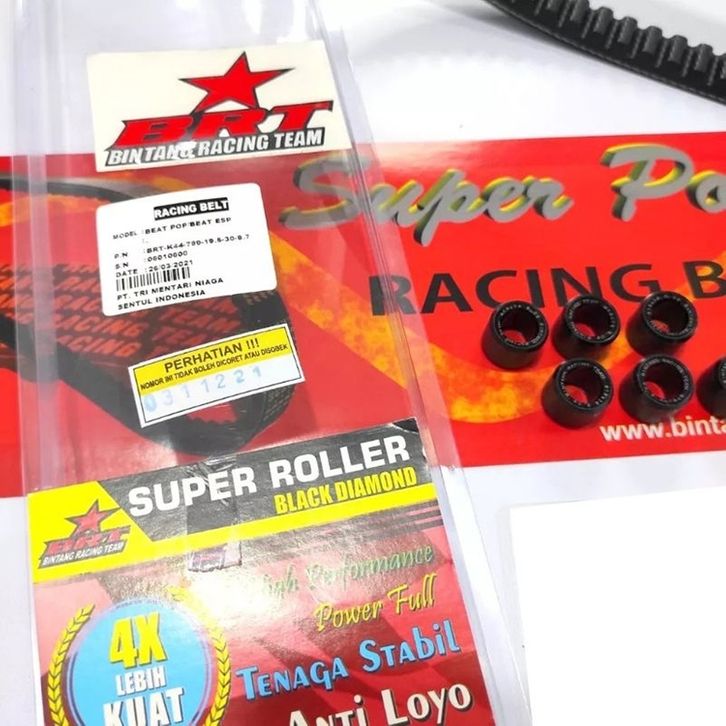 BRT
BINTANG RACING TEAM
RACING BELT
MODEL : BEAT POP/BEAT ESP
P/N : BRT-K44-790-19.5-30-8.7
S.N : 06010600
DATE : 26/03/2021
PT. TRI MENTARI NIAGA
SENTUL INDONESIA
PERHATIAN !!!
NOMOR INI TIDAK BOLEH DICORET ATAU DISOBEK
0311221
Super Po
RACING B
www.binta
SUPER ROLLER
BLACK DIAMOND
BRT
BINTANG RACING TEAM
High Performance
Power Full
4X
LEBIH
KUAT
TENAGA STABIL
ANTI LOYO